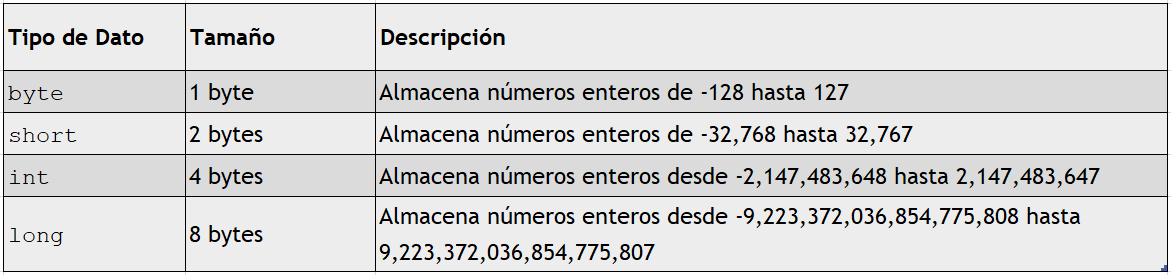 Tipo de Dato Tamaño Descripción
byte 1 byte Almacena números enteros de -128 hasta 127
short 2 bytes Almacena números enteros de -32,768 hasta 32,767
int 4 bytes Almacena números enteros desde -2,147,483,648 hasta 2,147,483,647
long 8 bytes Almacena números enteros desde -9,223,372,036,854,775,808 hasta
9,223,372,036,854,775,807